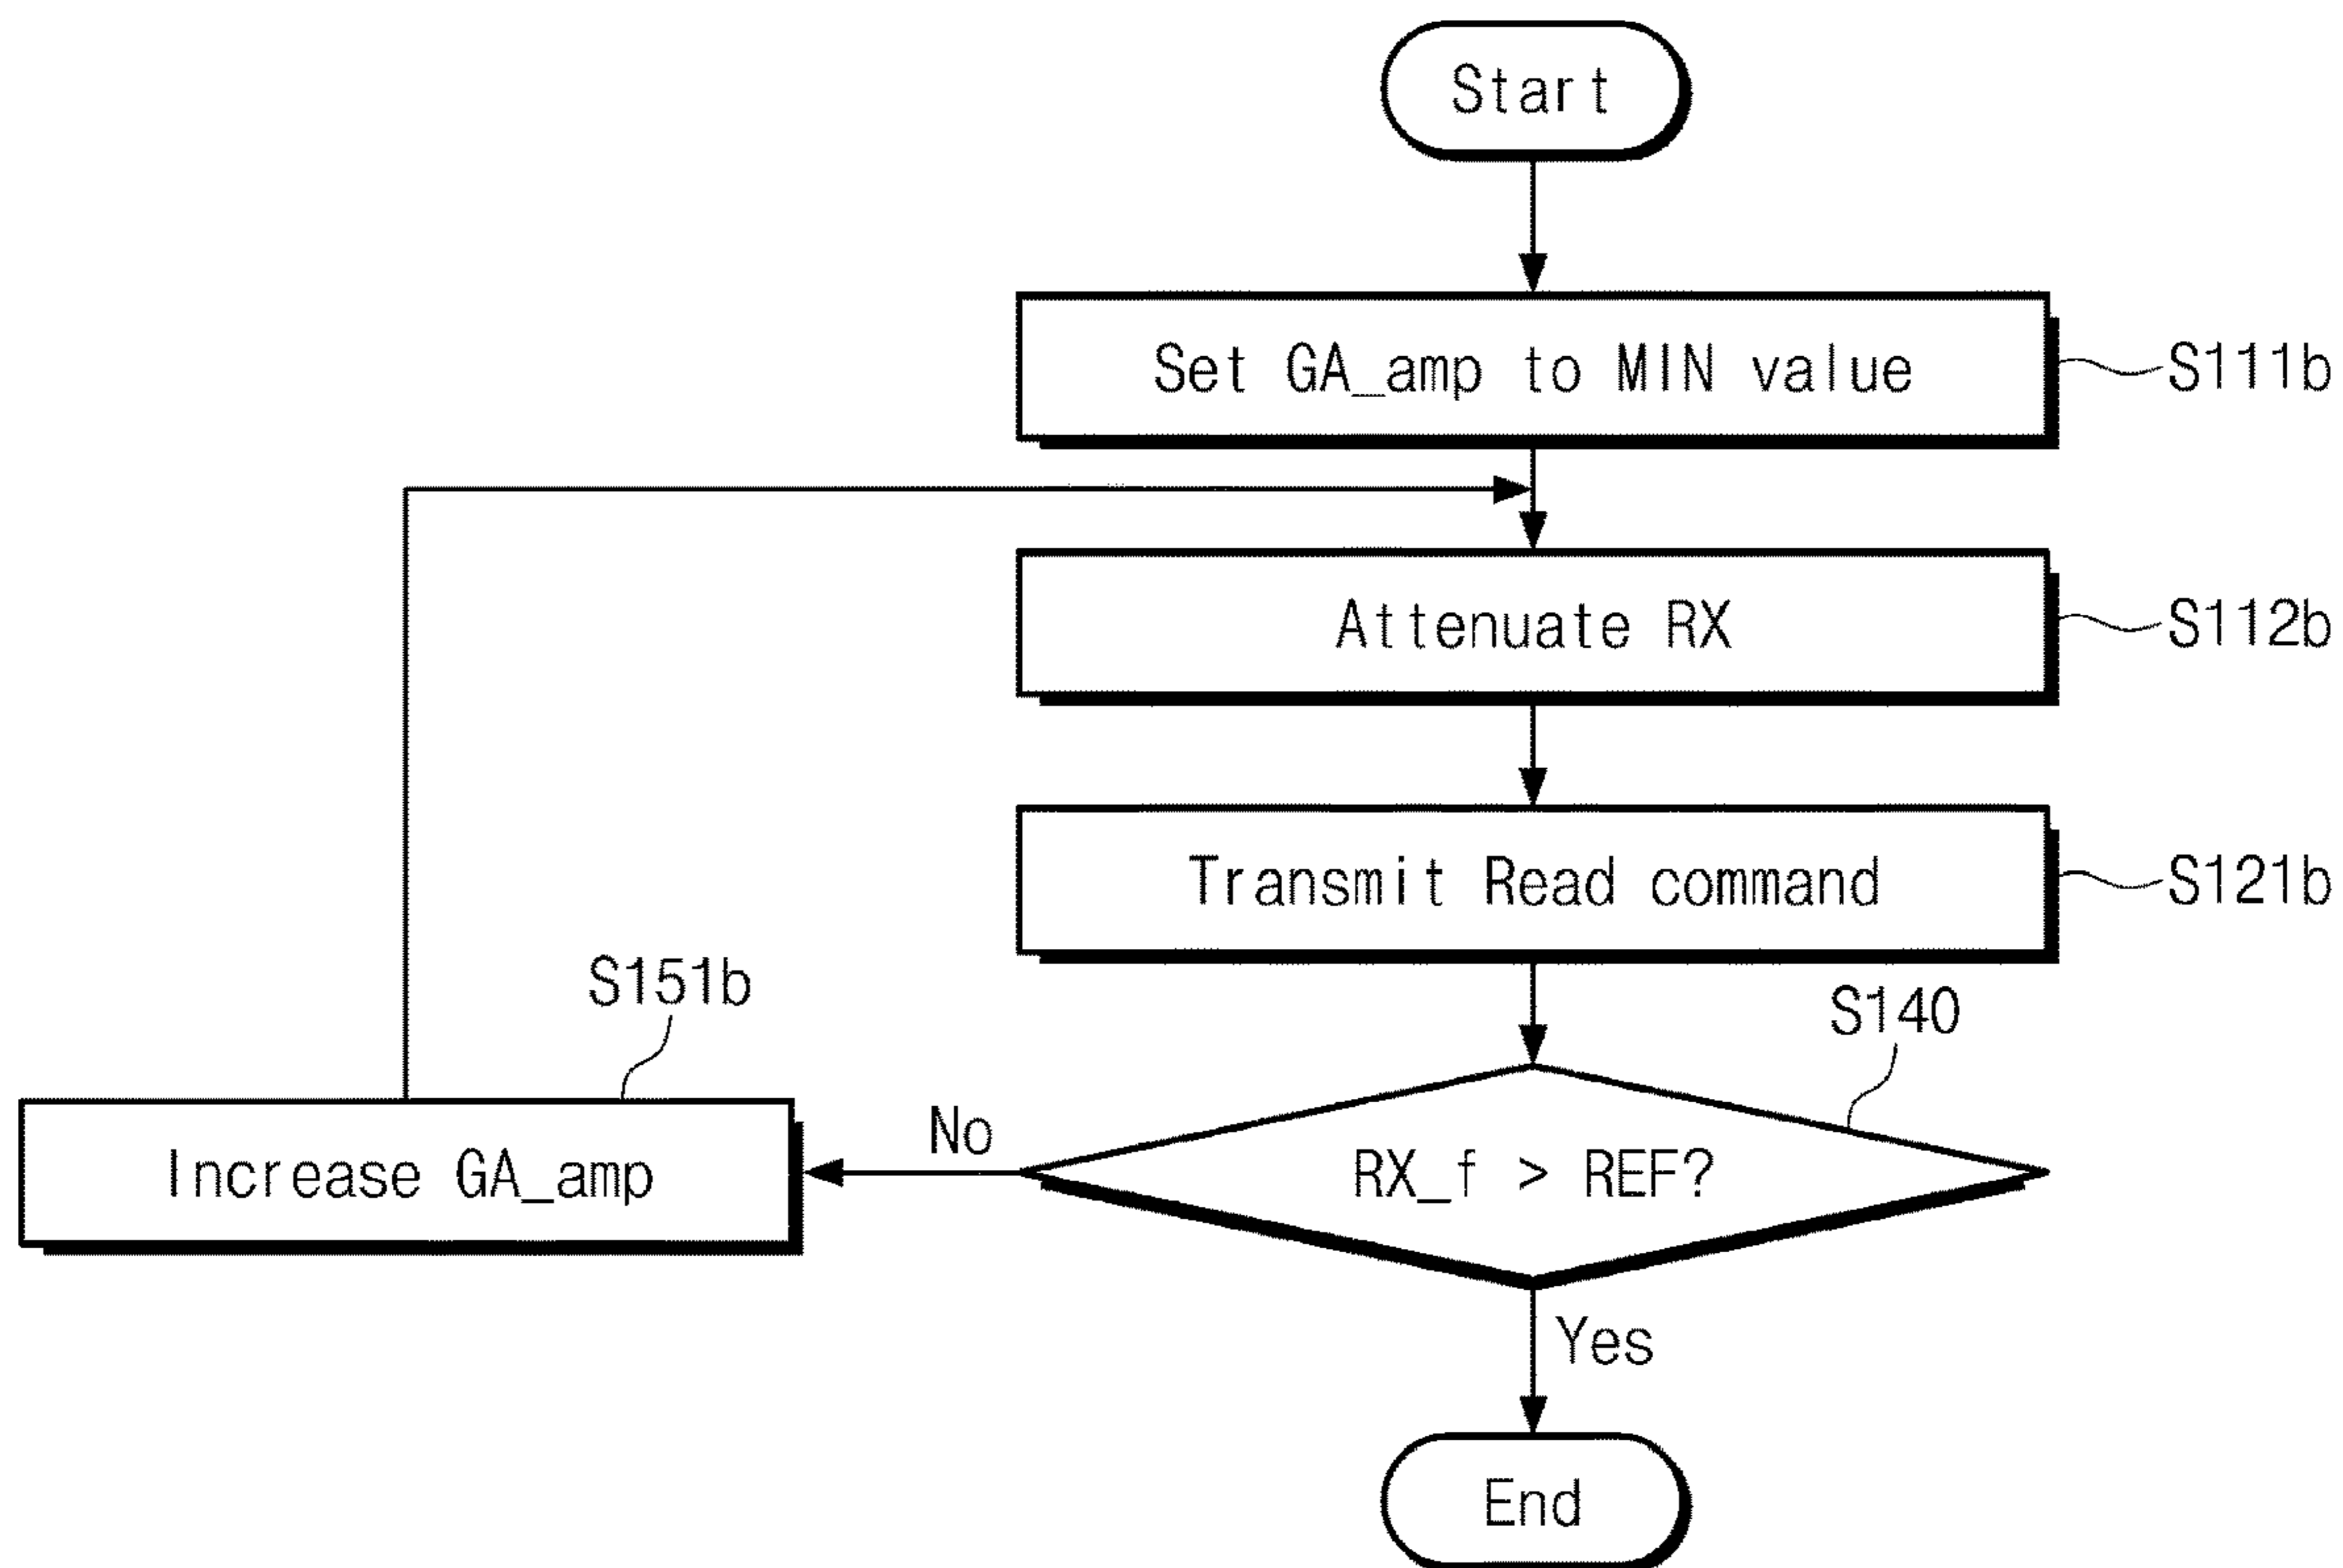 Start
Set GA_amp to MIN value
S111b
Attenuate RX
S112b
Transmit Read command
S121b
S151b
S140
Increase GA_amp
No
RX_f > REF?
Yes
End